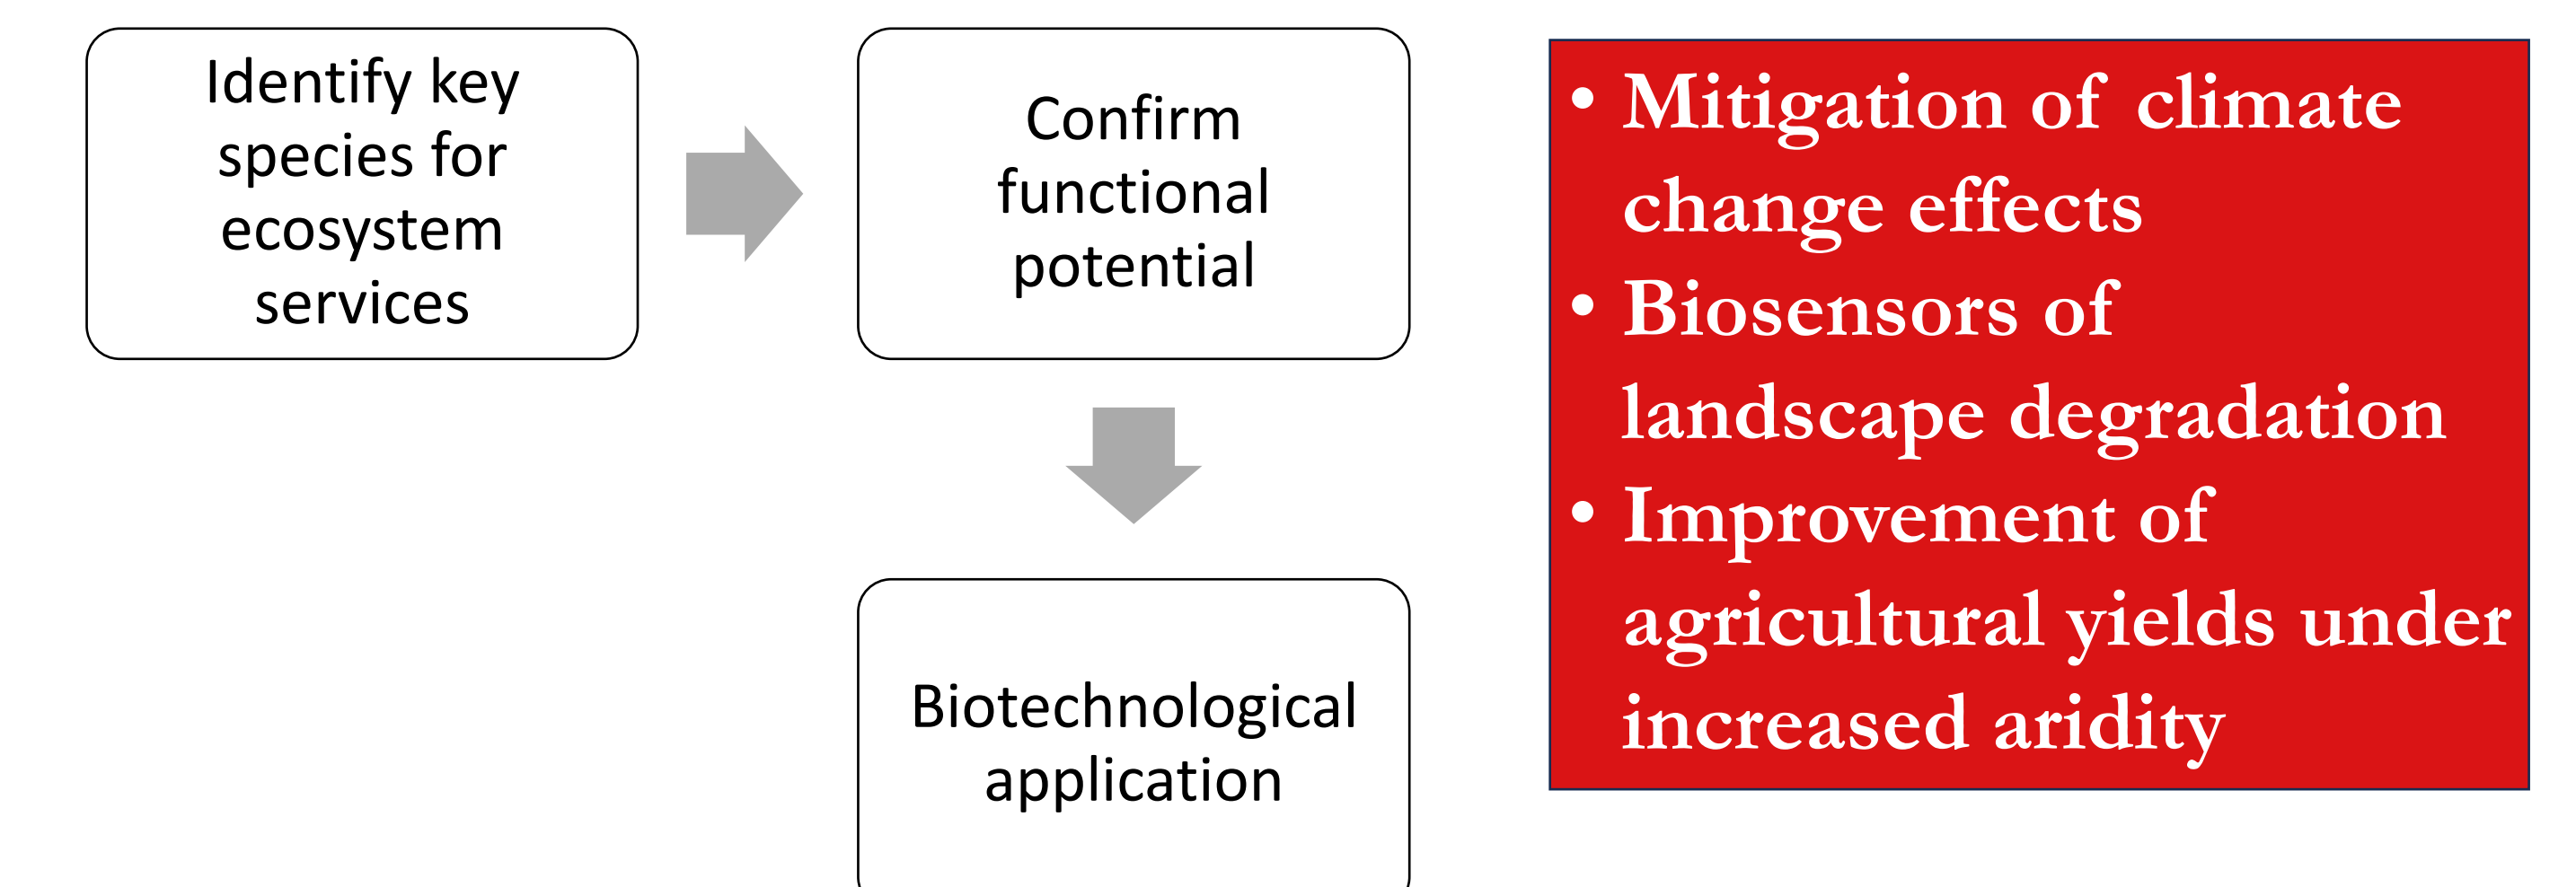 Identify key
species for
ecosystem
services
Confirm
functional
potential
Biotechnological
application
• Mitigation of climate
change effects
• Biosensors of
landscape degradation
• Improvement of
agricultural yields under
increased aridity